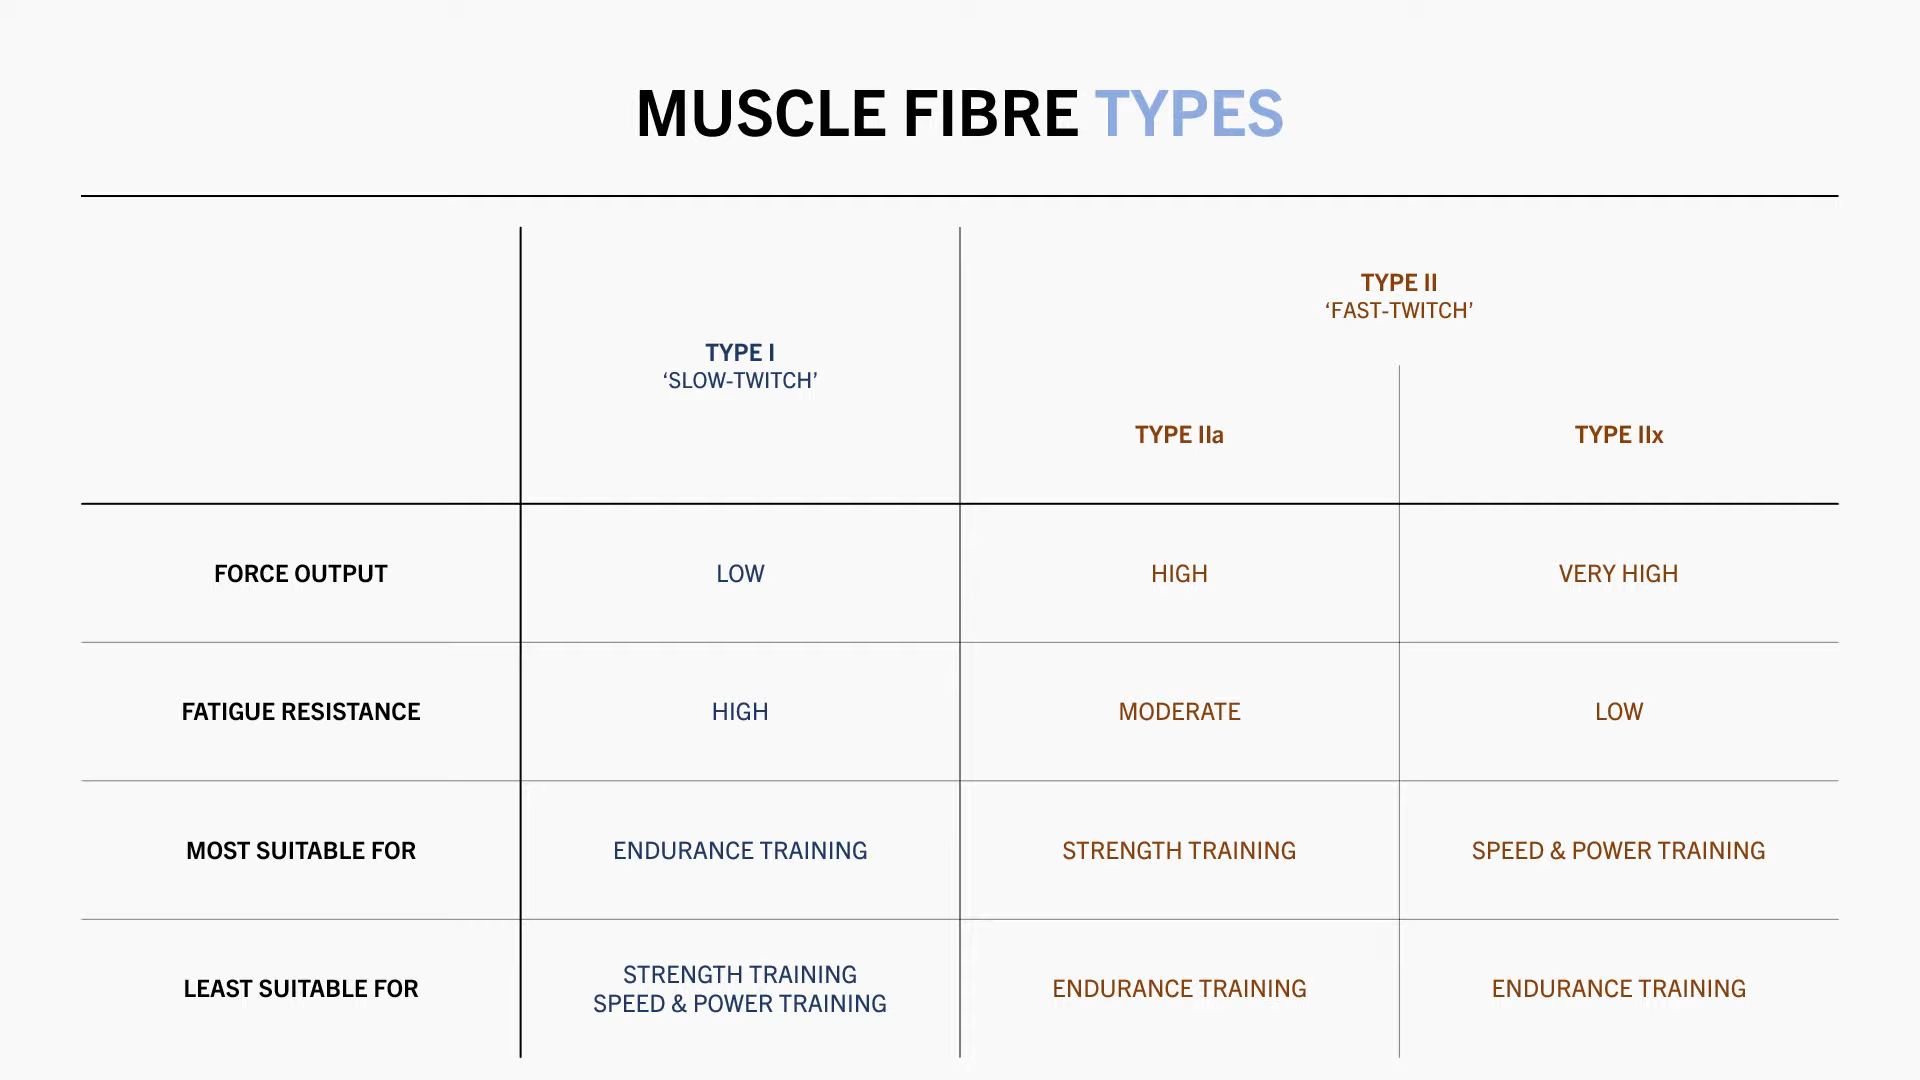 MUSCLE FIBRE TYPES
TYPE I
‘SLOW-TWITCH’
TYPE II
‘FAST-TWITCH’
TYPE IIa
TYPE IIx
FORCE OUTPUT
LOW
HIGH
VERY HIGH
FATIGUE RESISTANCE
HIGH
MODERATE
LOW
MOST SUITABLE FOR
ENDURANCE TRAINING
STRENGTH TRAINING
SPEED & POWER TRAINING
LEAST SUITABLE FOR
STRENGTH TRAINING
SPEED & POWER TRAINING
ENDURANCE TRAINING
ENDURANCE TRAINING